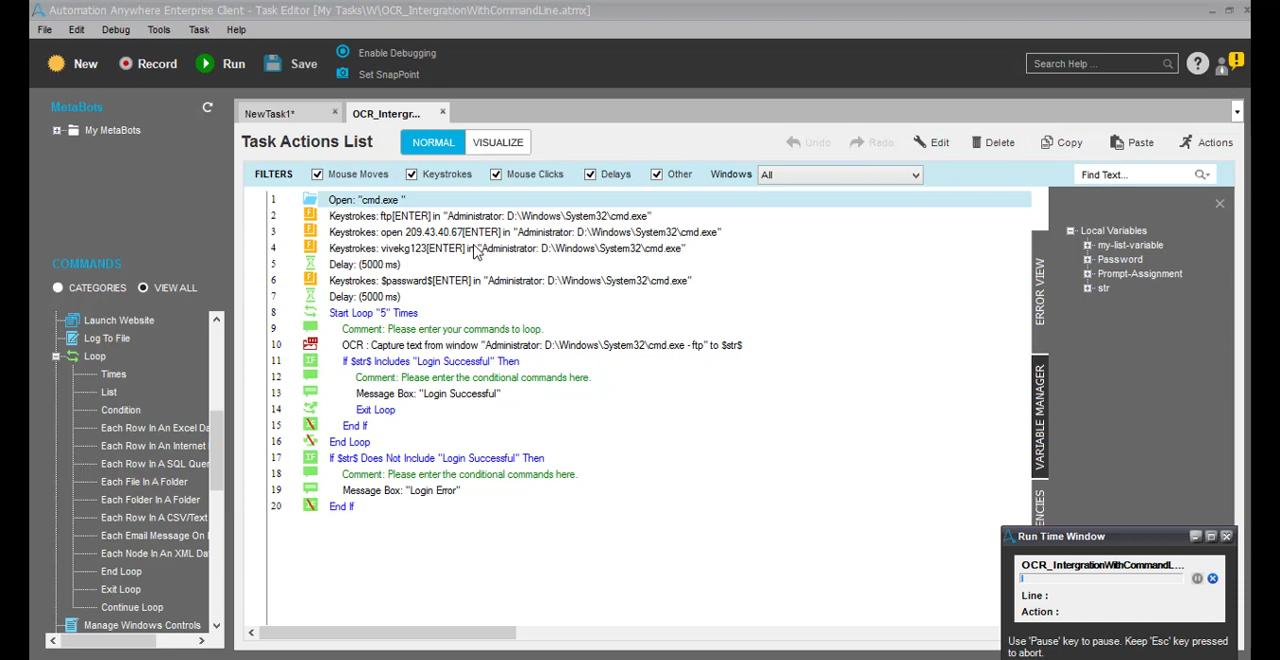 Automation Anywhere Enterprise Client - Task Editor [My Tasks\W\OCR_IntergrationWithCommandLine.atmx]
File Edit Debug Tools Task Help
New Record Run Save
Enable Debugging
Set SnapPoint
Search Help ...
MetaBots
My MetaBots
COMMANDS
CATEGORIES VIEW ALL
Launch Website
Log To File
Loop
Times
List
Condition
Each Row In An Excel Da
Each Row In An Internet
Each Row In A SQL Quer
Each File In A Folder
Each Folder In A Folder
Each Row In A CSV/Text
Each Email Message On
Each Node In An XML Da
End Loop
Exit Loop
Continue Loop
Manage Windows Controls
NewTask1*
OCR_Intergr...
Task Actions List NORMAL VISUALIZE Undo Redo Edit Delete Copy Paste Actions
FILTERS Mouse Moves Keystrokes Mouse Clicks Delays Other Windows All Find Text...
1 Open: "cmd.exe "
2 Keystrokes: ftp[ENTER] in "Administrator: D:\Windows\System32\cmd.exe"
3 Keystrokes: open 209.43.40.67[ENTER] in "Administrator: D:\Windows\System32\cmd.exe"
4 Keystrokes: vivekg123[ENTER] in "Administrator: D:\Windows\System32\cmd.exe"
5 Delay: (5000 ms)
6 Keystrokes: $passward$[ENTER] in "Administrator: D:\Windows\System32\cmd.exe"
7 Delay: (5000 ms)
8 Start Loop "5" Times
9 Comment: Please enter your commands to loop.
10 OCR : Capture text from window "Administrator: D:\Windows\System32\cmd.exe - ftp" to $str$
11 If $str$ Includes "Login Successful" Then
12 Comment: Please enter the conditional commands here.
13 Message Box: "Login Successful"
14 Exit Loop
15 End If
16 End Loop
17 If $str$ Does Not Include "Login Successful" Then
18 Comment: Please enter the conditional commands here.
19 Message Box: "Login Error"
20 End If
ERROR VIEW
VARIABLE MANAGER
Local Variables
my-list-variable
Password
Prompt-Assignment
str
Run Time Window
OCR_IntergrationWithCommandL...
Line :
Action :
Use 'Pause' key to pause. Keep 'Esc' key pressed
to abort.